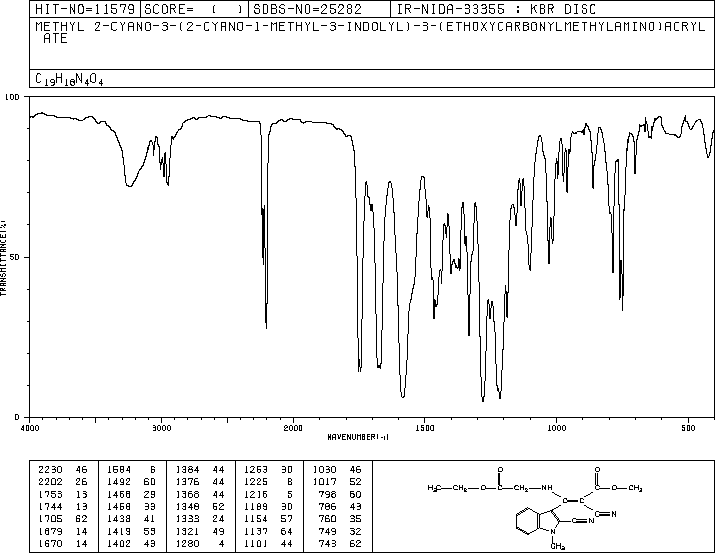 HIT-NO=11579 SCORE= ( ) SDBS-NO=25282 IR-NIDA-33355 : KBR DISC
METHYL 2-CYANO-3-(2-CYANO-1-METHYL-3-INDOLYL)-3-(ETHOXYCARBONYLMETHYLAMINO)ACRYL
ATE
C19H18N4O4
100
50
0
TRANSMITTANCE(%)
4000 3000 2000 1500 1000 500
WAVENUMBER(-1)
2230 46 1584 6 1384 44 1263 30 1030 46
2202 26 1492 60 1376 44 1225 8 1017 52
1753 13 1468 29 1368 44 1216 5 798 60
1744 13 1458 33 1348 52 1189 30 786 43
1705 62 1438 41 1333 24 1154 57 760 35
1679 14 1419 59 1321 49 1137 64 749 32
1670 14 1402 43 1280 4 1101 44 743 62
O O
H3C CH2 O C CH2 NH C O CH3
C C
C N C N
N
CH3